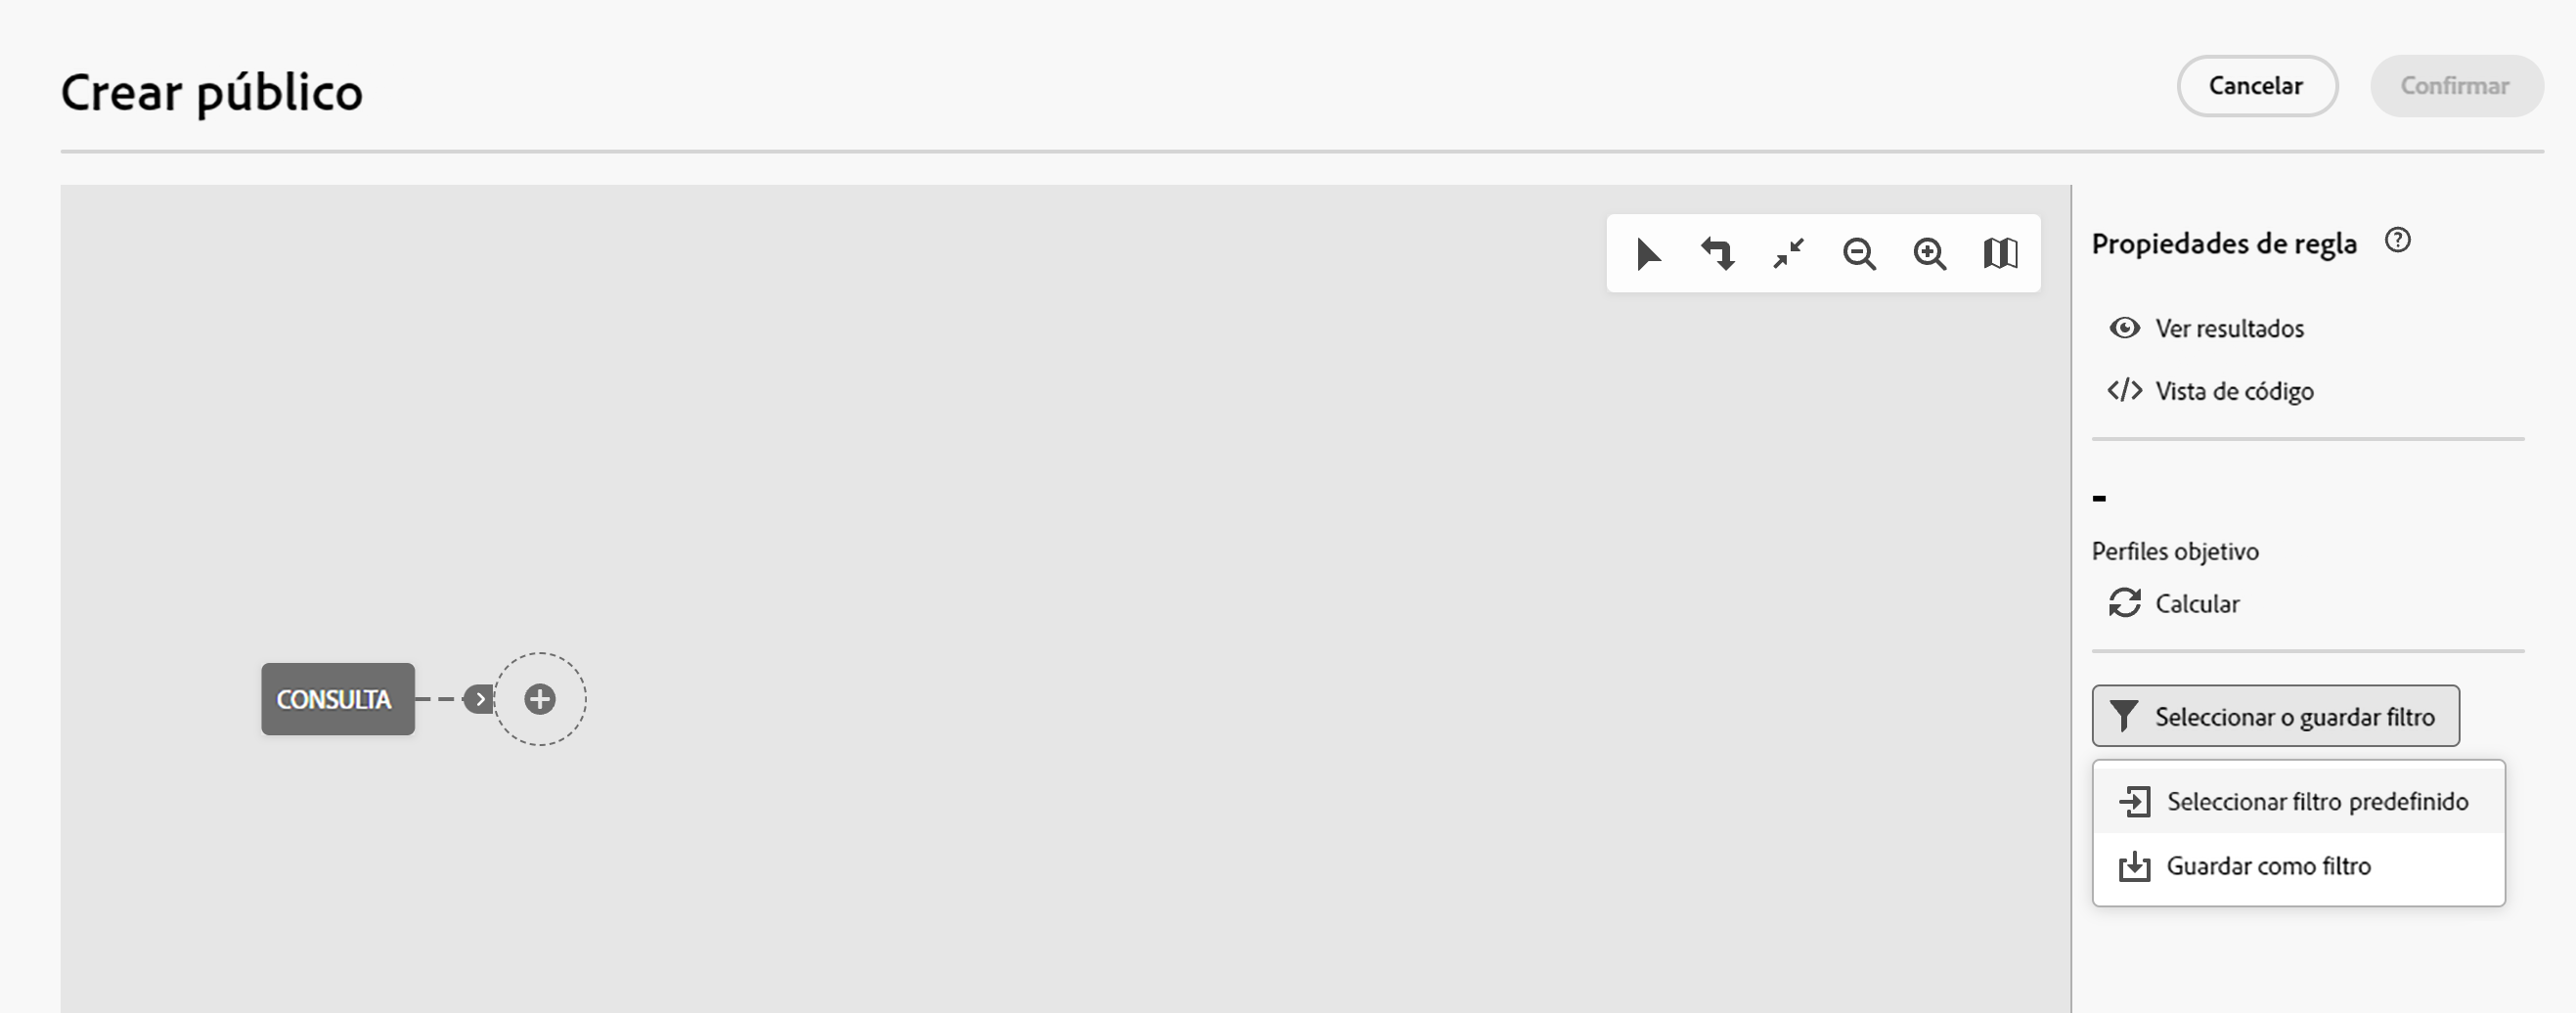 Crear público
Cancelar
Confirmar
Propiedades de regla
Ver resultados
Vista de código
-
Perfiles objetivo
Calcular
CONSULTA
Seleccionar o guardar filtro
Seleccionar filtro predefinido
Guardar como filtro